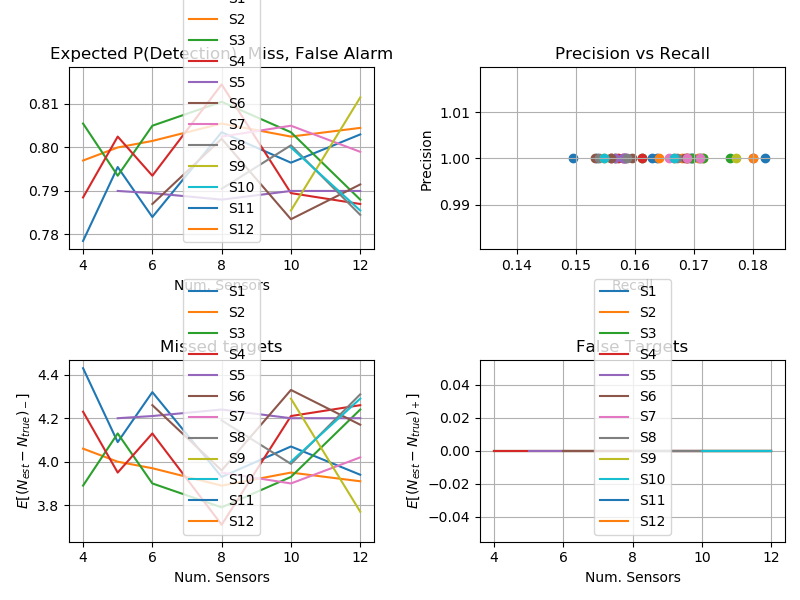 Expected P(Detection), Miss, False Alarm
0.81
0.80
0.79
0.78
4
6
8
10
12
Num. Sensors
S1
S2
S3
S4
S5
S6
S7
S8
S9
S10
S11
S12
Precision vs Recall
Precision
1.01
1.00
0.99
0.14
0.15
0.16
0.17
0.18
Recall
Missed targets
E[(N_est − N_true)_−]
4.4
4.2
4.0
3.8
4
6
8
10
12
Num. Sensors
S1
S2
S3
S4
S5
S6
S7
S8
S9
S10
S11
S12
False Targets
E[(N_est − N_true)_+]
0.04
0.02
0.00
−0.02
−0.04
4
6
8
10
12
Num. Sensors
S1
S2
S3
S4
S5
S6
S7
S8
S9
S10
S11
S12